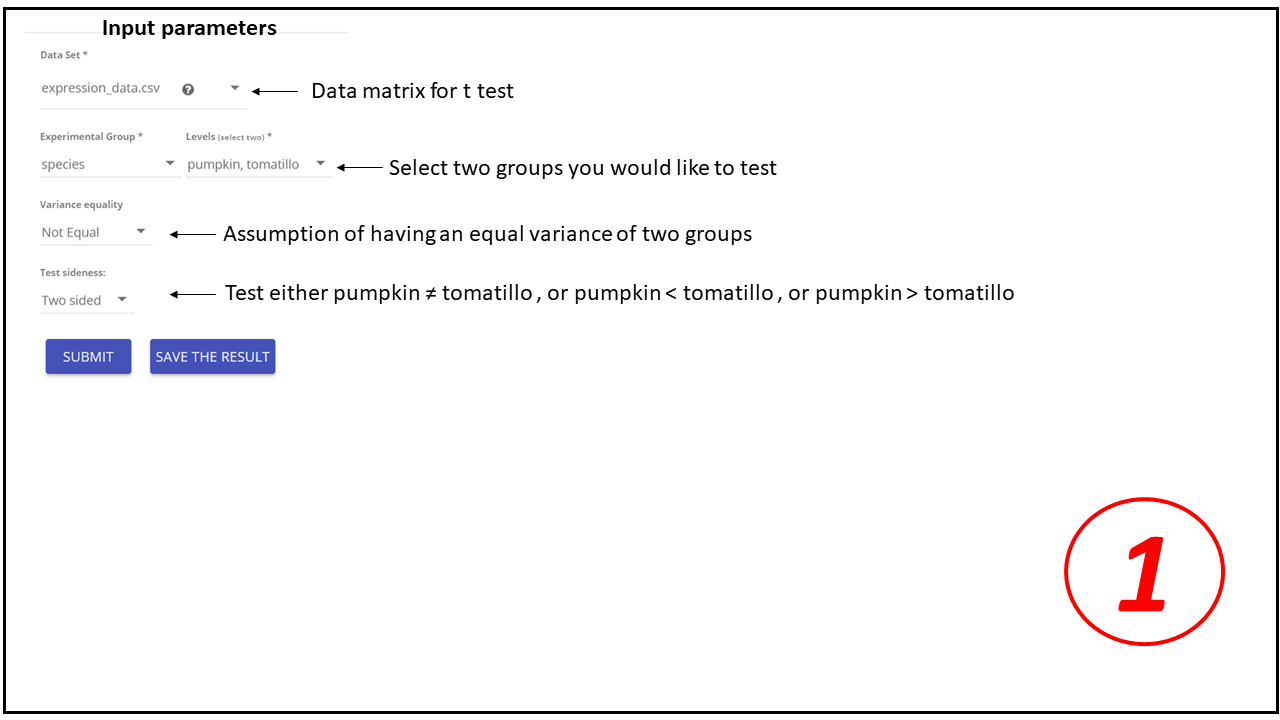 Input parameters
Data Set *
expression_data.csv ?
Data matrix for t test
Experimental Group * Levels (select two) *
species pumpkin, tomatillo
Select two groups you would like to test
Variance equality
Not Equal
Assumption of having an equal variance of two groups
Test sideness:
Two sided
Test either pumpkin ≠ tomatillo , or pumpkin < tomatillo , or pumpkin > tomatillo
SUBMIT SAVE THE RESULT
1